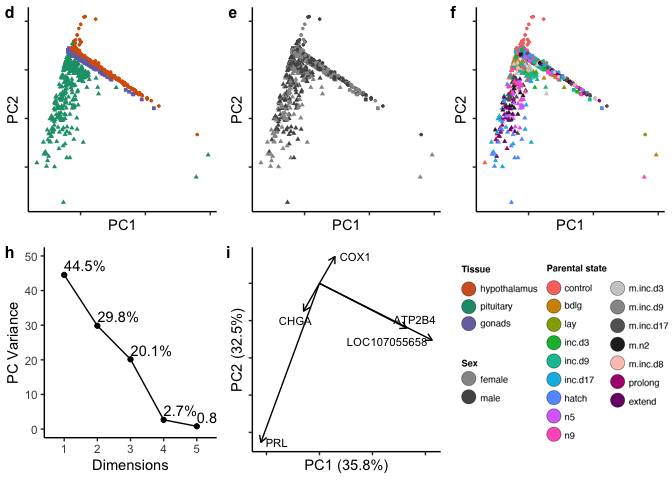 d
e
f
PC2
PC2
PC2
PC1
PC1
PC1
h
i
50
40
30
20
10
0
PC Variance
44.5%
29.8%
20.1%
2.7%
0.8
1
2
3
4
5
Dimensions
COX1
CHGA
ATP2B4
LOC107055658
PRL
PC2 (32.5%)
PC1 (35.8%)
Tissue
hypothalamus
pituitary
gonads
Sex
female
male
Parental state
control
bdg
lay
inc.d3
inc.d9
inc.d17
hatch
n5
n9
m.inc.d3
m.inc.d9
m.inc.d17
m.n2
m.inc.d8
prolong
extend